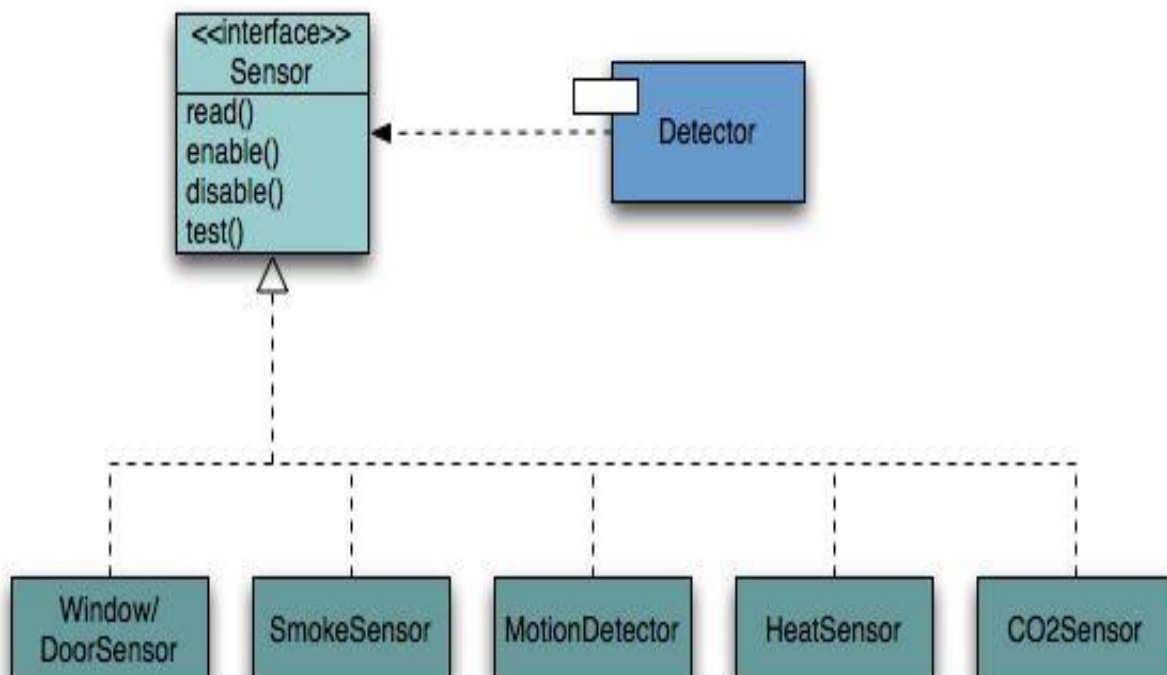 <<interface>>
Sensor
read()
enable()
disable()
test()
Detector
Window/
DoorSensor
SmokeSensor
MotionDetector
HeatSensor
CO2Sensor